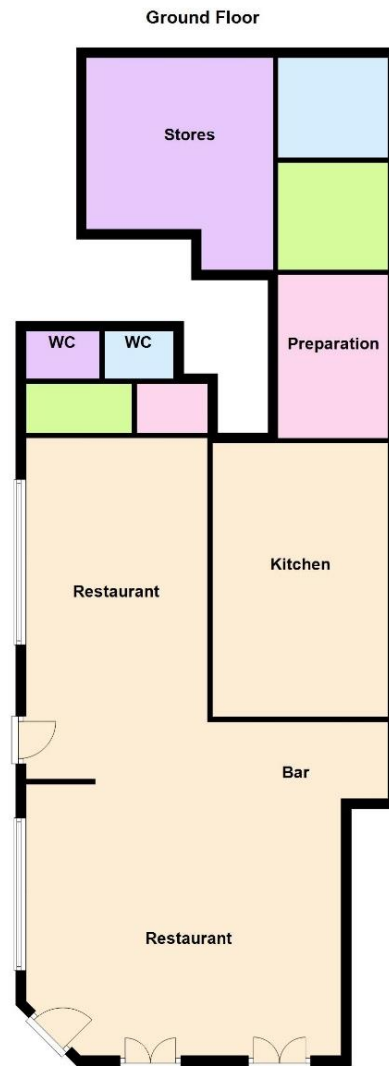 Ground Floor
Stores
WC WC
Preparation
Kitchen
Restaurant
Bar
Restaurant